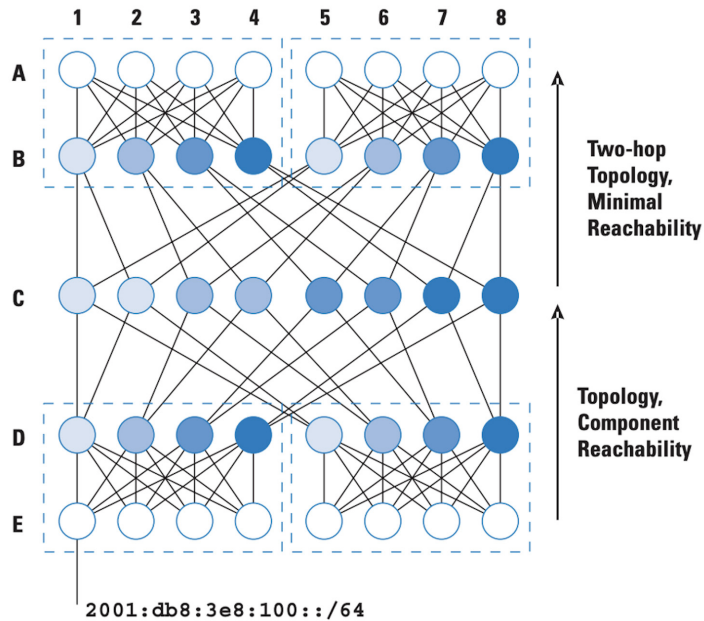 1 2 3 4 5 6 7 8
A
B
Two-hop
Topology,
Minimal
Reachability
C
Topology,
Component
Reachability
D
E
2001:db8:3e8:100::/64